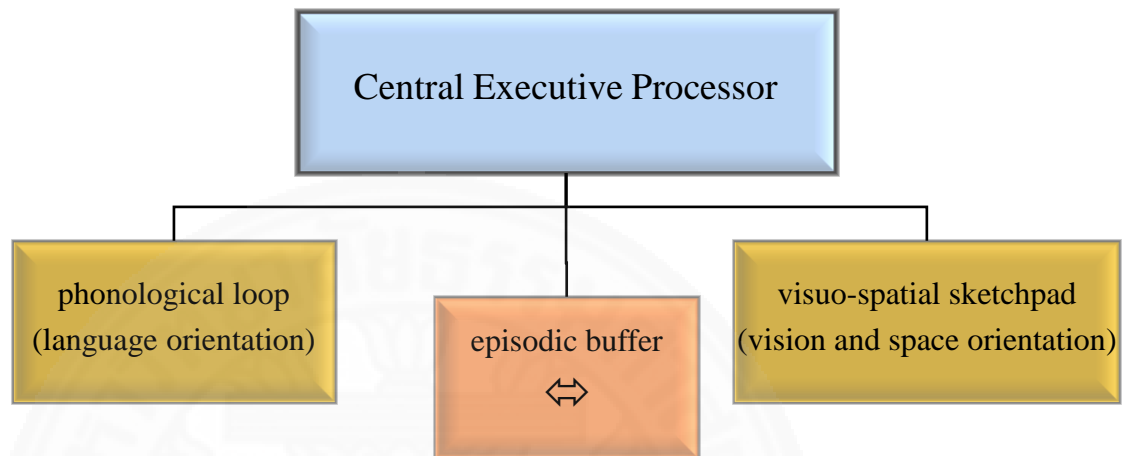 Central Executive Processor
phonological loop
(language orientation)
episodic buffer
visuo-spatial sketchpad
(vision and space orientation)